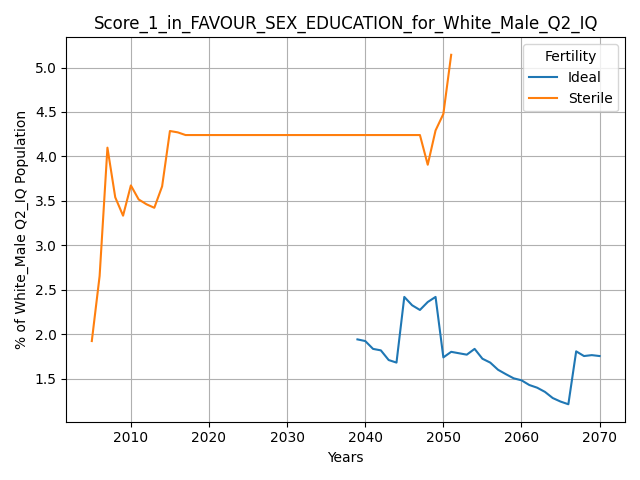 Score_1_in_FAVOUR_SEX_EDUCATION_for_White_Male_Q2_IQ
Fertility
Ideal
Sterile
% of White_Male Q2_IQ Population
5.0
4.5
4.0
3.5
3.0
2.5
2.0
1.5
2010 2020 2030 2040 2050 2060 2070
Years